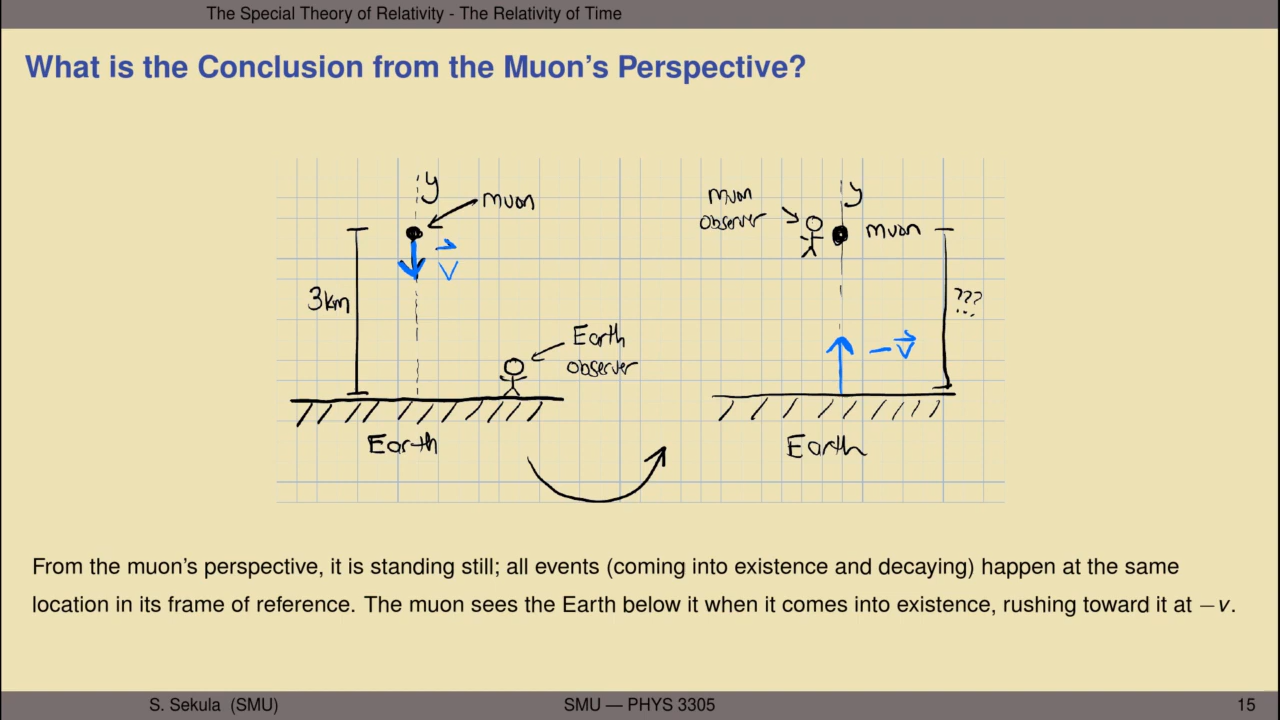 The Special Theory of Relativity - The Relativity of Time
What is the Conclusion from the Muon's Perspective?
y
muon
V
3km
Earth
observer
Earth
muon
observer
y
muon
???
-V
Earth
From the muon's perspective, it is standing still; all events (coming into existence and decaying) happen at the same
location in its frame of reference. The muon sees the Earth below it when it comes into existence, rushing toward it at −v.
S. Sekula (SMU)
SMU — PHYS 3305
15